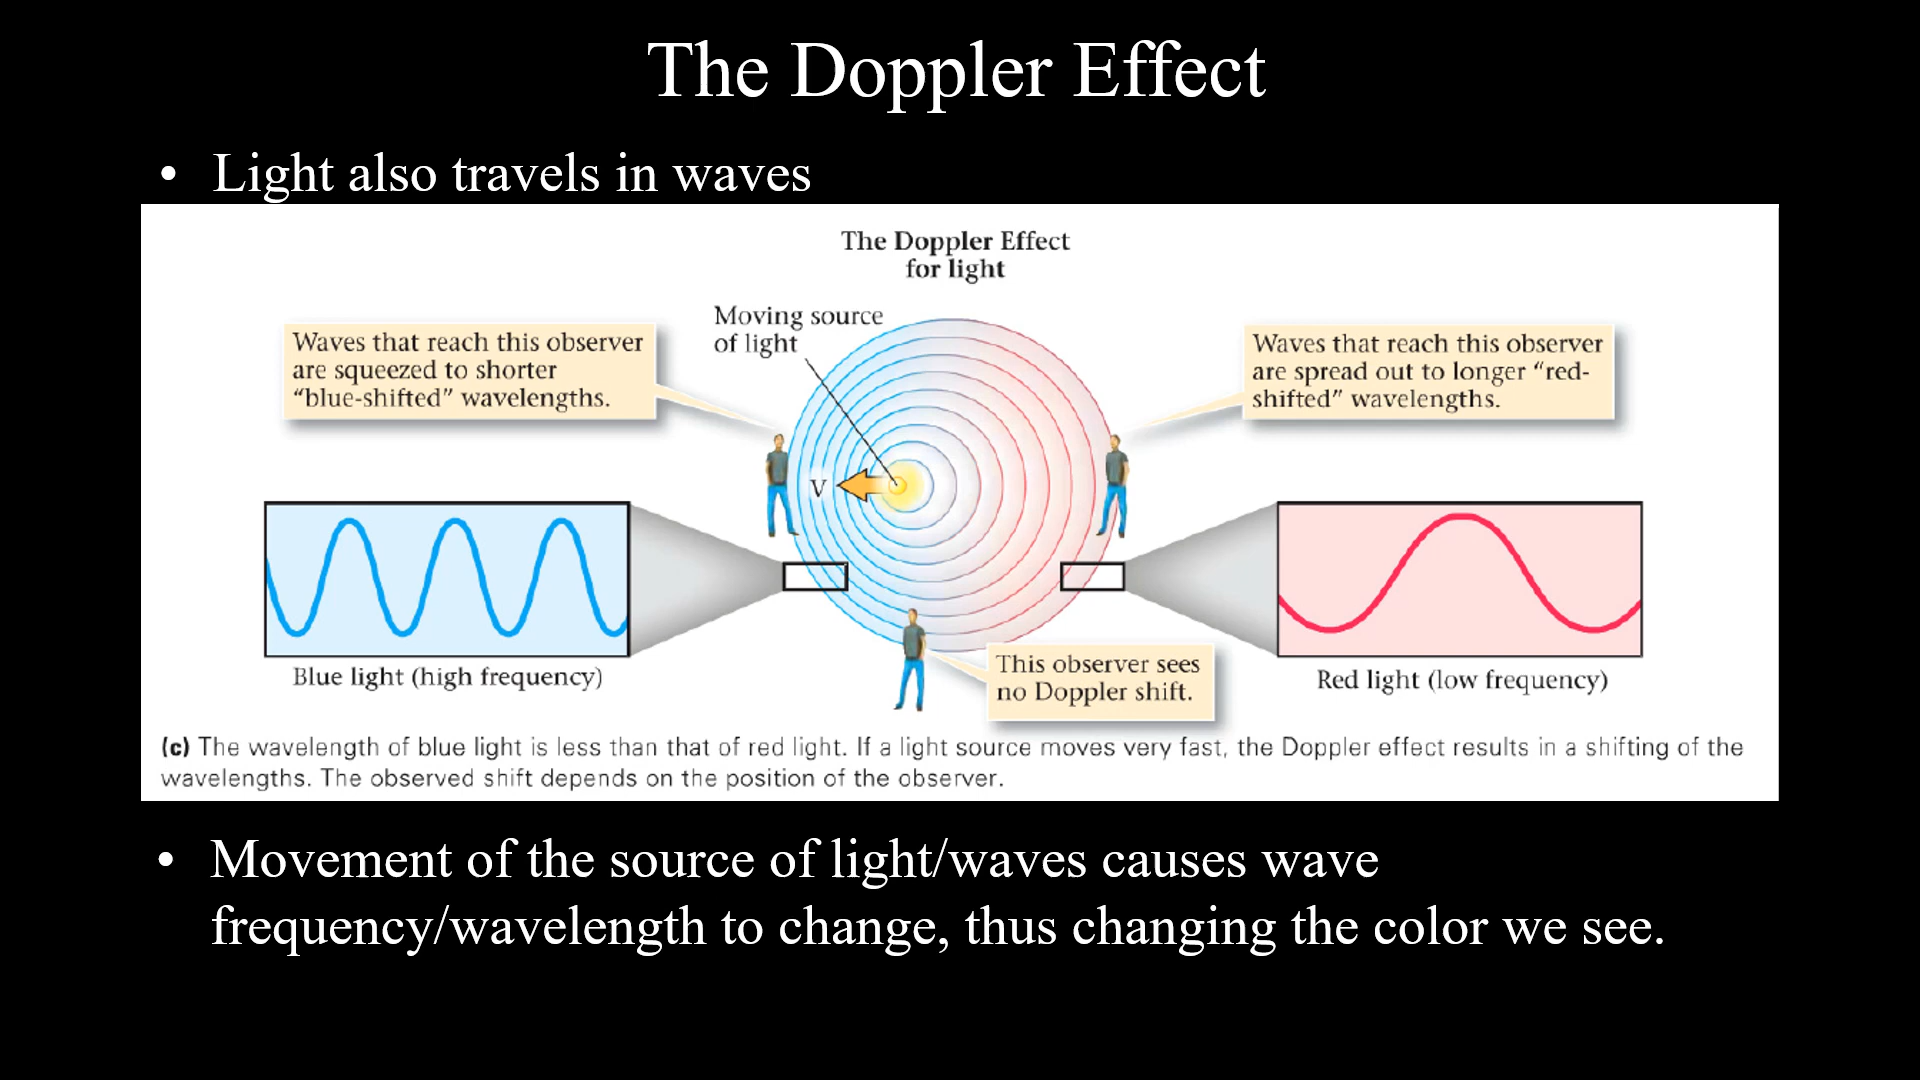 The Doppler Effect
• Light also travels in waves
The Doppler Effect
for light
Moving source
of light
Waves that reach this observer
are squeezed to shorter
“blue-shifted” wavelengths.
Waves that reach this observer
are spread out to longer “red-
shifted” wavelengths.
V
Blue light (high frequency)
This observer sees
no Doppler shift.
Red light (low frequency)
(c) The wavelength of blue light is less than that of red light. If a light source moves very fast, the Doppler effect results in a shifting of the
wavelengths. The observed shift depends on the position of the observer.
• Movement of the source of light/waves causes wave
frequency/wavelength to change, thus changing the color we see.